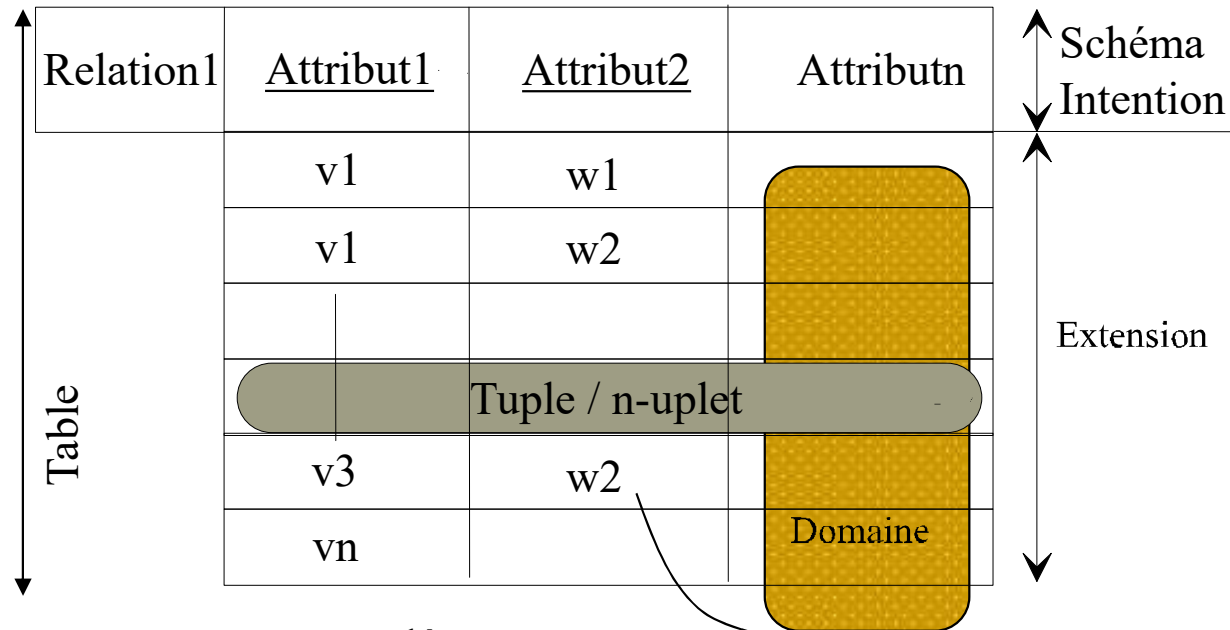 Relation1 Attribut1 Attribut2 Attributn
Schéma
Intention
v1 w1
v1 w2
Extension
Tuple / n-uplet
Table
v3 w2
Domaine
vn